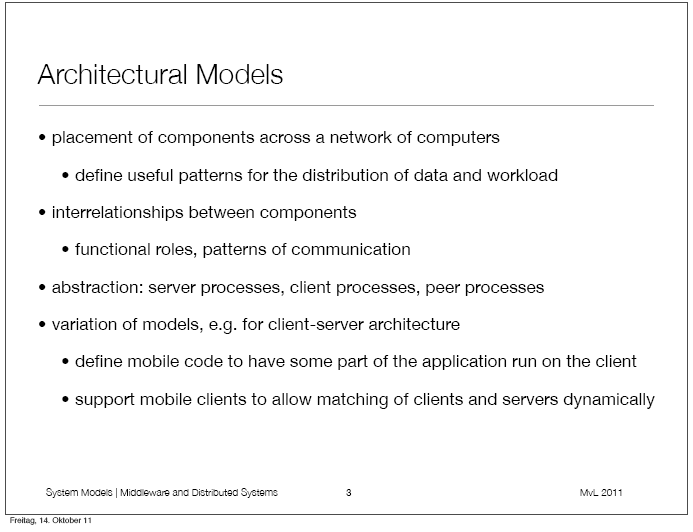 Architectural Models
• placement of components across a network of computers
• define useful patterns for the distribution of data and workload
• interrelationships between components
• functional roles, patterns of communication
• abstraction: server processes, client processes, peer processes
• variation of models, e.g. for client-server architecture
• define mobile code to have some part of the application run on the client
• support mobile clients to allow matching of clients and servers dynamically
System Models | Middleware and Distributed Systems 3 MvL 2011
Freitag, 14. Oktober 11